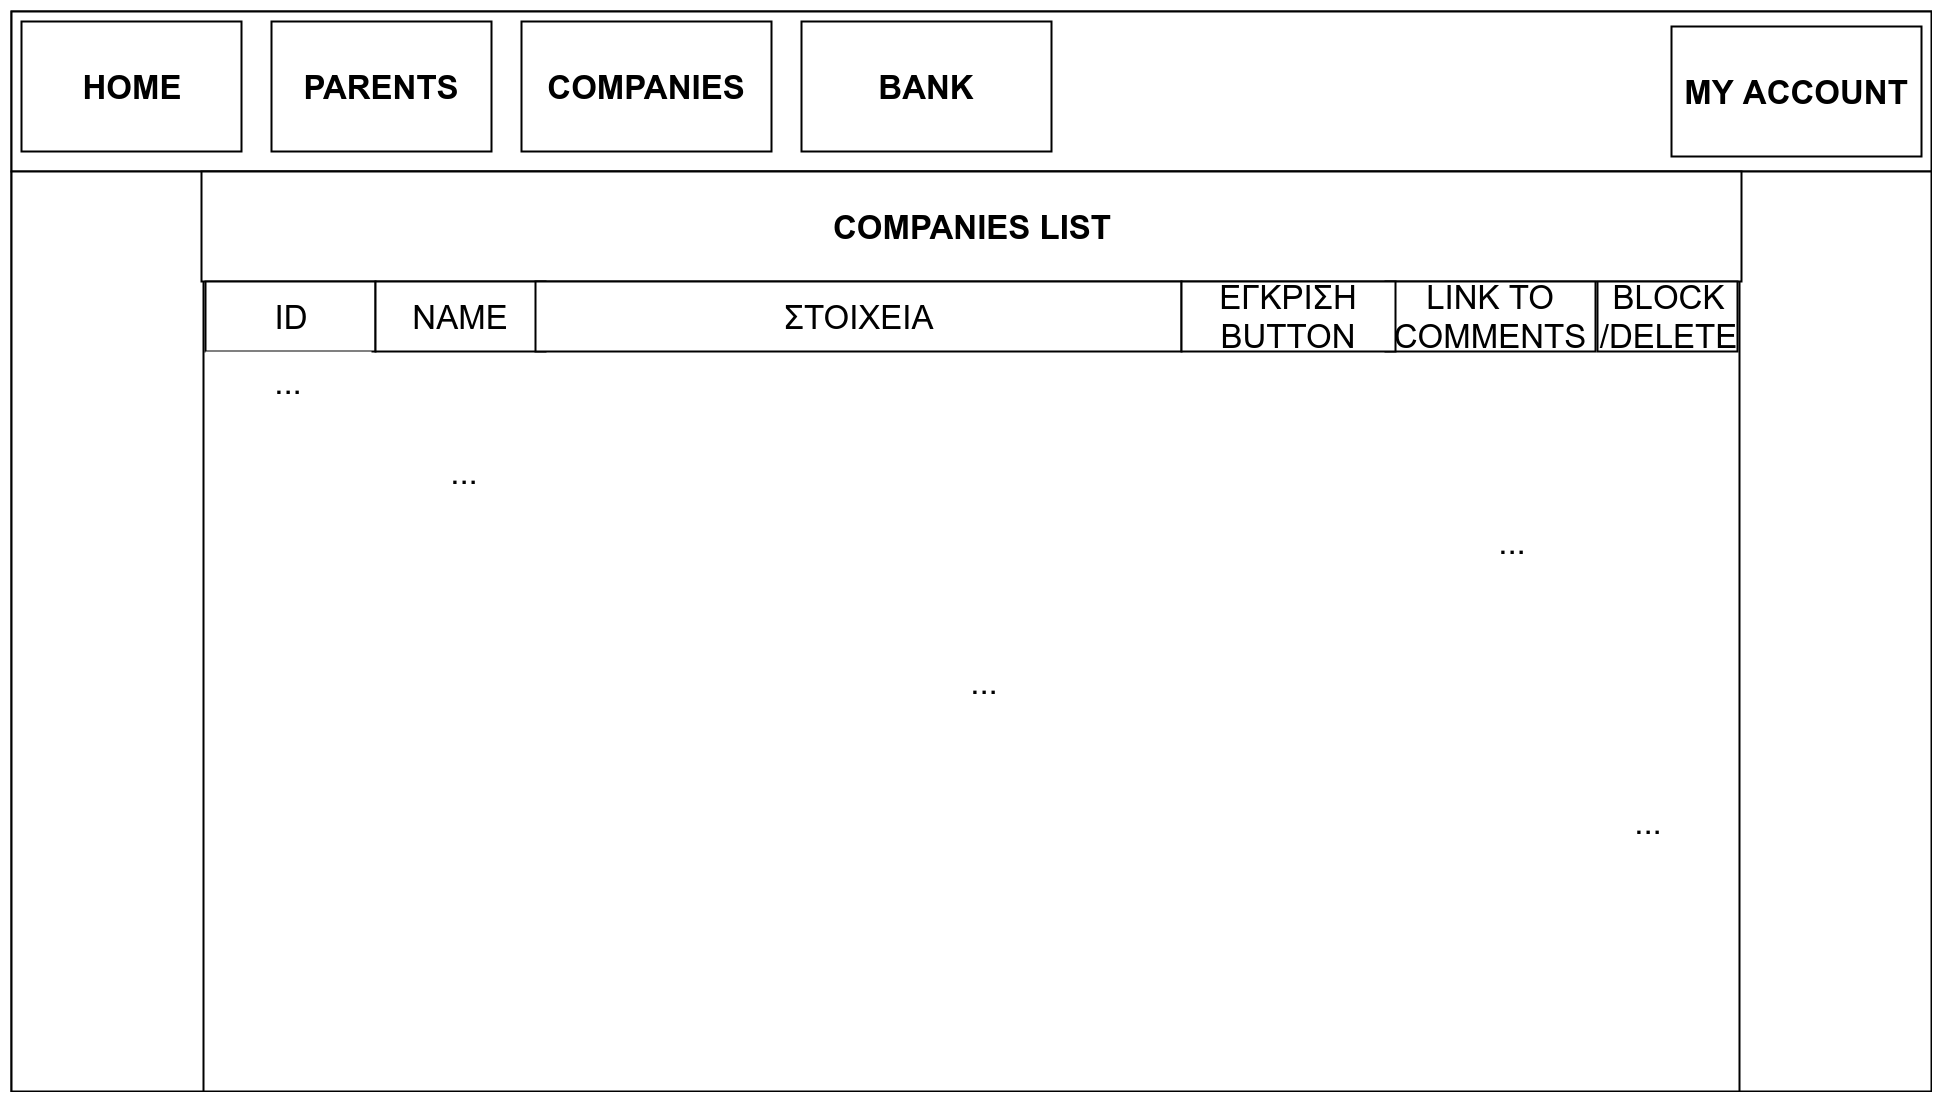 HOME
PARENTS
COMPANIES
BANK
MY ACCOUNT
COMPANIES LIST
ID
NAME
ΣΤΟΙΧΕΙΑ
ΕΓΚΡΙΣΗ
BUTTON
LINK TO
COMMENTS
BLOCK
/DELETE
...
...
...
...
...